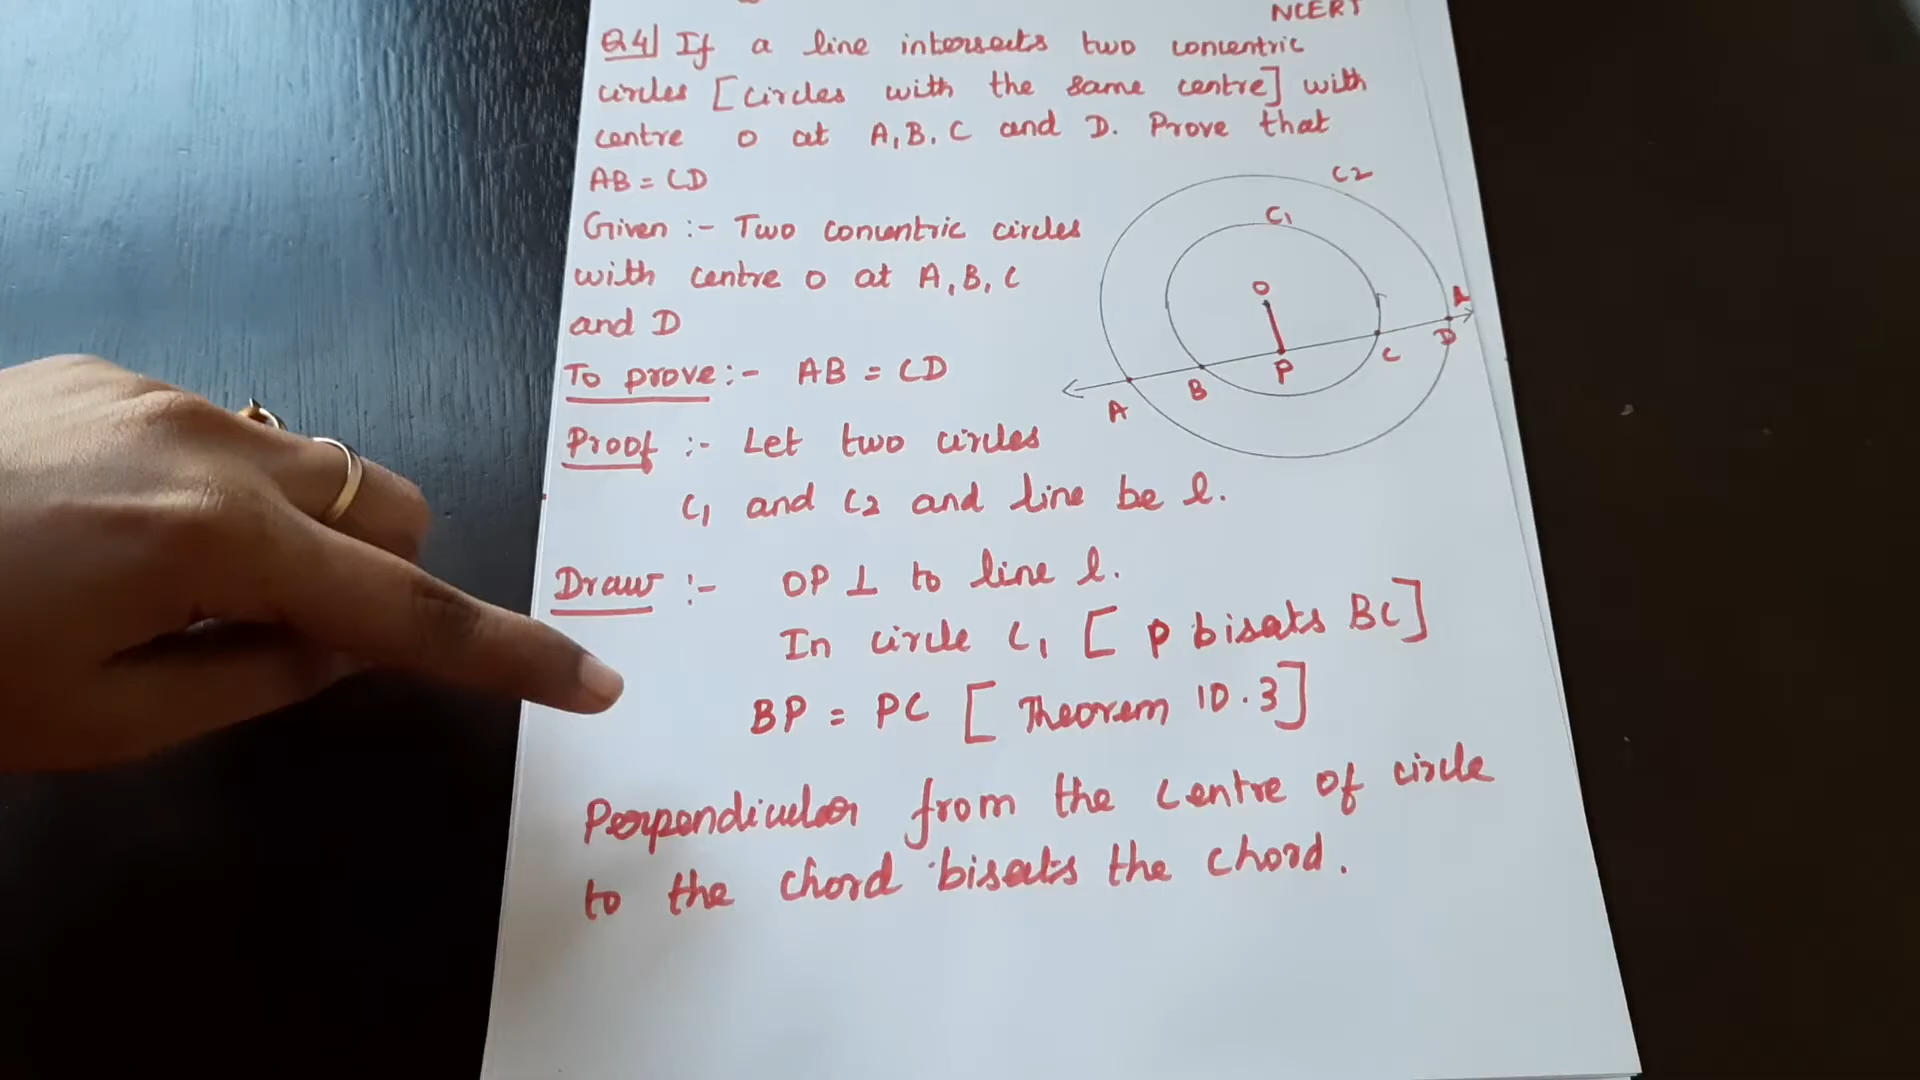 NCERT
Q4] If a line intersects two concentric
circles [circles with the same centre] with
centre O at A, B, C and D. Prove that
AB = CD
Given :- Two concentric circles
with centre O at A, B, C
and D
To prove :- AB = CD
Proof :- Let two circles
C1 and C2 and line be l.
Draw :- OP ⊥ to line l.
In circle C1 [ P bisects BC]
BP = PC [ Theorem 10.3]
Perpendicular from the centre of circle
to the chord bisects the chord.
C2
C1
O
l
D
C
P
B
A